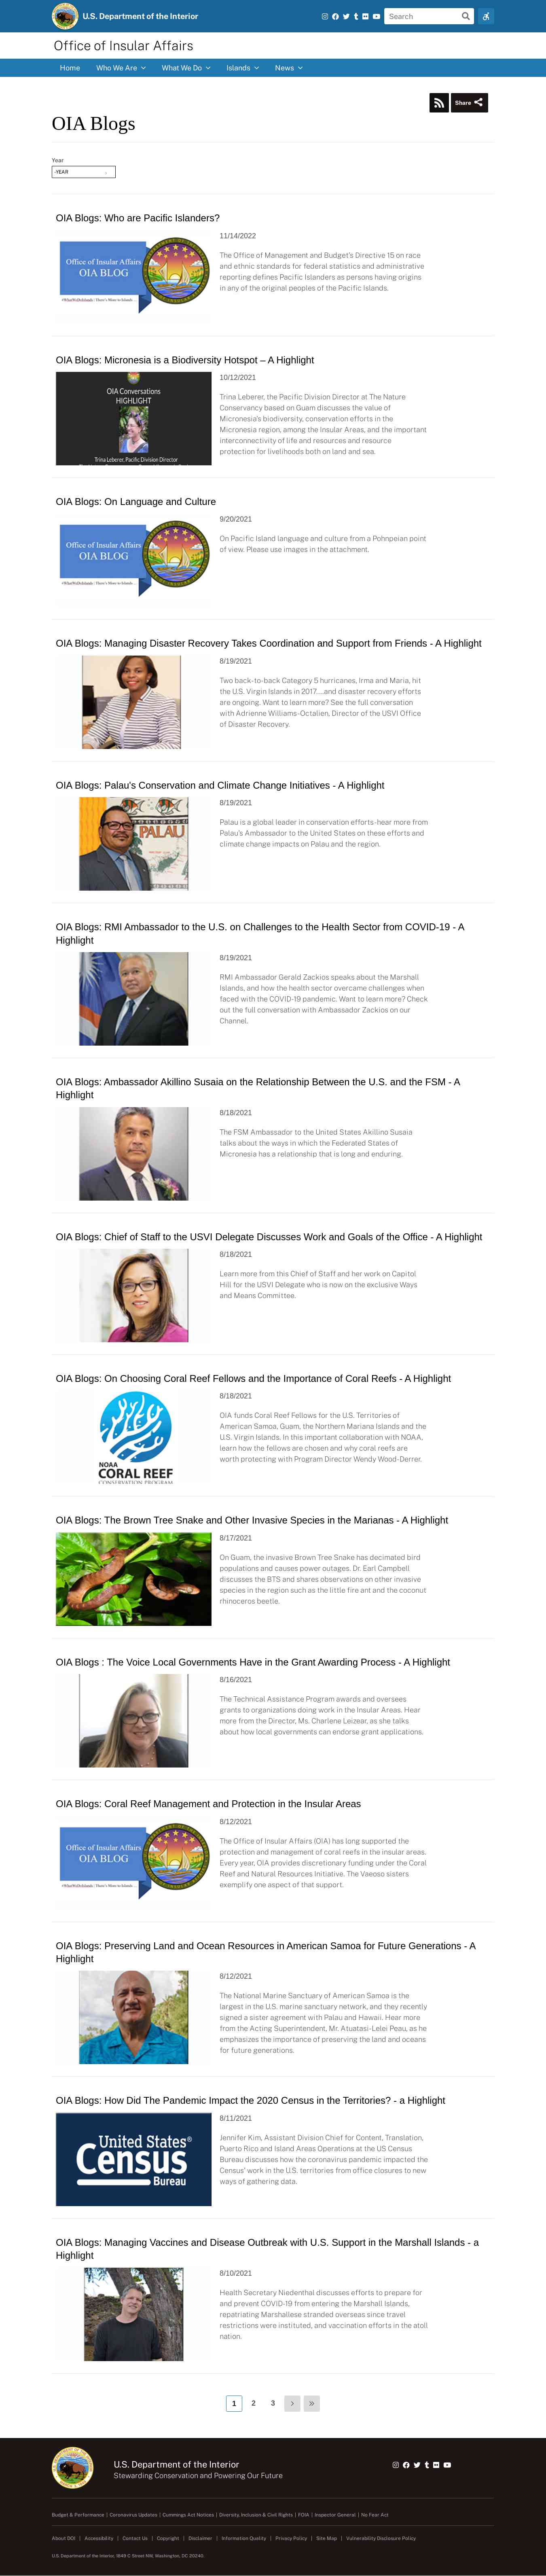 U.S. Department of the Interior
Search
Office of Insular Affairs
Home Who We Are What We Do Islands News
Share
OIA Blogs
Year
-YEAR
OIA Blogs: Who are Pacific Islanders?
11/14/2022
Office of Insular Affairs
OIA BLOG
The Office of Management and Budget's Directive 15 on race
and ethnic standards for federal statistics and administrative
reporting defines Pacific Islanders as persons having origins
in any of the original peoples of the Pacific Islands.
OIA Blogs: Micronesia is a Biodiversity Hotspot – A Highlight
10/12/2021
OIA Conversations
HIGHLIGHT
Trina Leberer, Pacific Division Director
Trina Leberer, the Pacific Division Director at The Nature
Conservancy based on Guam discusses the value of
Micronesia's biodiversity, conservation efforts in the
Micronesia region, among the Insular Areas, and the important
interconnectivity of life and resources and resource
protection for livelihoods both on land and sea.
OIA Blogs: On Language and Culture
9/20/2021
Office of Insular Affairs
OIA BLOG
On Pacific Island language and culture from a Pohnpeian point
of view. Please use images in the attachment.
OIA Blogs: Managing Disaster Recovery Takes Coordination and Support from Friends - A Highlight
8/19/2021
Two back-to-back Category 5 hurricanes, Irma and Maria, hit
the U.S. Virgin Islands in 2017....and disaster recovery efforts
are ongoing. Want to learn more? See the full conversation
with Adrienne Williams-Octalien, Director of the USVI Office
of Disaster Recovery.
OIA Blogs: Palau's Conservation and Climate Change Initiatives - A Highlight
8/19/2021
PALAU
Palau is a global leader in conservation efforts-hear more from
Palau's Ambassador to the United States on these efforts and
climate change impacts on Palau and the region.
OIA Blogs: RMI Ambassador to the U.S. on Challenges to the Health Sector from COVID-19 - A
Highlight
8/19/2021
RMI Ambassador Gerald Zackios speaks about the Marshall
Islands, and how the health sector overcame challenges when
faced with the COVID-19 pandemic. Want to learn more? Check
out the full conversation with Ambassador Zackios on our
Channel.
OIA Blogs: Ambassador Akillino Susaia on the Relationship Between the U.S. and the FSM - A
Highlight
8/18/2021
The FSM Ambassador to the United States Akillino Susaia
talks about the ways in which the Federated States of
Micronesia has a relationship that is long and enduring.
OIA Blogs: Chief of Staff to the USVI Delegate Discusses Work and Goals of the Office - A Highlight
8/18/2021
Learn more from this Chief of Staff and her work on Capitol
Hill for the USVI Delegate who is now on the exclusive Ways
and Means Committee.
OIA Blogs: On Choosing Coral Reef Fellows and the Importance of Coral Reefs - A Highlight
8/18/2021
NOAA
CORAL REEF
CONSERVATION PROGRAM
OIA funds Coral Reef Fellows for the U.S. Territories of
American Samoa, Guam, the Northern Mariana Islands and the
U.S. Virgin Islands. In this important collaboration with NOAA,
learn how the fellows are chosen and why coral reefs are
worth protecting with Program Director Wendy Wood-Derrer.
OIA Blogs: The Brown Tree Snake and Other Invasive Species in the Marianas - A Highlight
8/17/2021
On Guam, the invasive Brown Tree Snake has decimated bird
populations and causes power outages. Dr. Earl Campbell
discusses the BTS and shares observations on other invasive
species in the region such as the little fire ant and the coconut
rhinoceros beetle.
OIA Blogs : The Voice Local Governments Have in the Grant Awarding Process - A Highlight
8/16/2021
The Technical Assistance Program awards and oversees
grants to organizations doing work in the Insular Areas. Hear
more from the Director, Ms. Charlene Leizear, as she talks
about how local governments can endorse grant applications.
OIA Blogs: Coral Reef Management and Protection in the Insular Areas
8/12/2021
Office of Insular Affairs
OIA BLOG
The Office of Insular Affairs (OIA) has long supported the
protection and management of coral reefs in the insular areas.
Every year, OIA provides discretionary funding under the Coral
Reef and Natural Resources Initiative. The Vaeoso sisters
exemplify one aspect of that support.
OIA Blogs: Preserving Land and Ocean Resources in American Samoa for Future Generations - A
Highlight
8/12/2021
The National Marine Sanctuary of American Samoa is the
largest in the U.S. marine sanctuary network, and they recently
signed a sister agreement with Palau and Hawaii. Hear more
from the Acting Superintendent, Mr. Atuatasi-Lelei Peau, as he
emphasizes the importance of preserving the land and oceans
for future generations.
OIA Blogs: How Did The Pandemic Impact the 2020 Census in the Territories? - a Highlight
8/11/2021
United States®
Census
Bureau
Jennifer Kim, Assistant Division Chief for Content, Translation,
Puerto Rico and Island Areas Operations at the US Census
Bureau discusses how the coronavirus pandemic impacted the
Census' work in the U.S. territories from office closures to new
ways of gathering data.
OIA Blogs: Managing Vaccines and Disease Outbreak with U.S. Support in the Marshall Islands - a
Highlight
8/10/2021
Health Secretary Niedenthal discusses efforts to prepare for
and prevent COVID-19 from entering the Marshall Islands,
repatriating Marshallese stranded overseas since travel
restrictions were instituted, and vaccination efforts in the atoll
nation.
1 2 3 › »
U.S. Department of the Interior
Stewarding Conservation and Powering Our Future
Budget & Performance | Coronavirus Updates | Cummings Act Notices | Diversity, Inclusion & Civil Rights | FOIA | Inspector General | No Fear Act
About DOI | Accessibility | Contact Us | Copyright | Disclaimer | Information Quality | Privacy Policy | Site Map | Vulnerability Disclosure Policy
U.S. Department of the Interior, 1849 C Street NW, Washington, DC 20240.